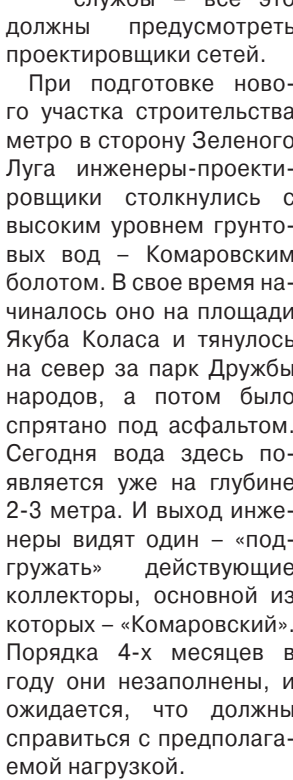 службы – все это
должны предусмотреть
проектировщики сетей.
При подготовке ново-
го участка строительства
метро в сторону Зеленого
Луга инженеры-проекти-
ровщики столкнулись с
высоким уровнем грунто-
вых вод – Комаровским
болотом. В свое время на-
чиналось оно на площади
Якуба Коласа и тянулось
на север за парк Дружбы
народов, а потом было
спрятано под асфальтом.
Сегодня вода здесь по-
является уже на глубине
2-3 метра. И выход инже-
неры видят один – «под-
гружать» действующие
коллекторы, основной из
которых – «Комаровский».
Порядка 4-х месяцев в
году они незаполнены, и
ожидается, что должны
справиться с предполага-
емой нагрузкой.